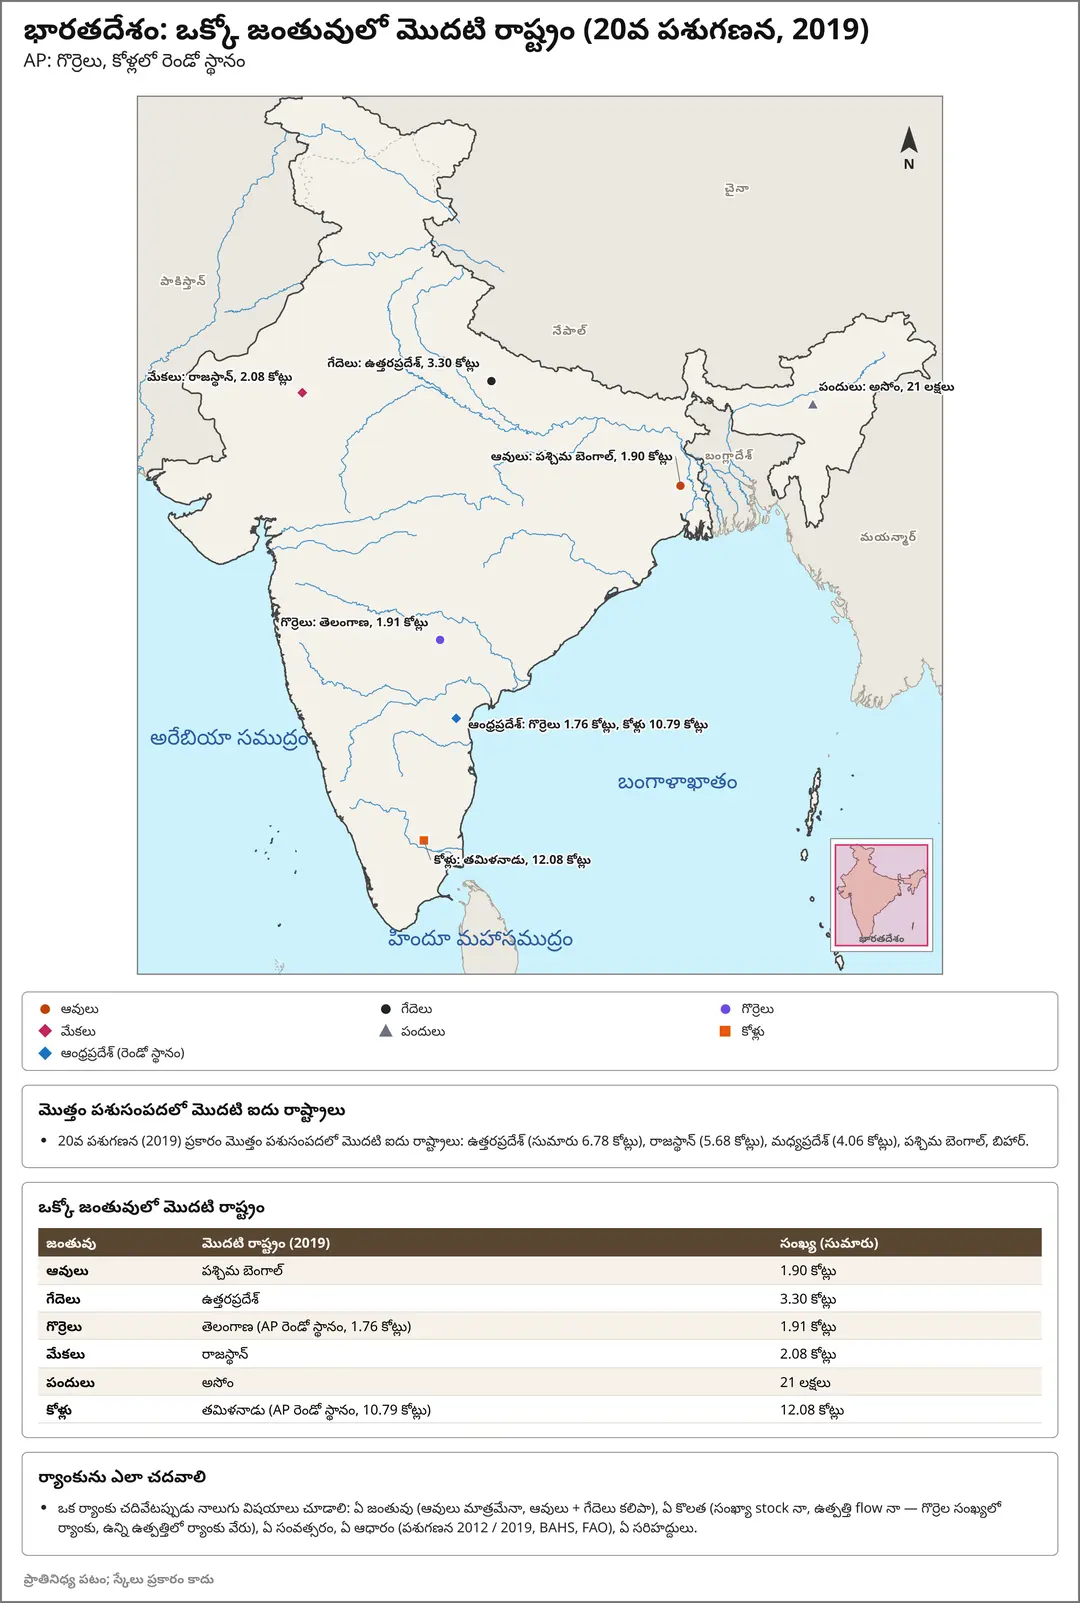 భారతదేశం: ఒక్కో జంతువులో మొదటి రాష్ట్రం (20వ పశుగణన, 2019)
AP: గొర్రెలు, కోళ్లలో రెండో స్థానం
N
చైనా
పాకిస్తాన్
నేపాల్
గేదెలు: ఉత్తరప్రదేశ్, 3.30 కోట్లు
మేకలు: రాజస్థాన్, 2.08 కోట్లు
పందులు: అసోం, 21 లక్షలు
ఆవులు: పశ్చిమ బెంగాల్, 1.90 కోట్లు
బంగ్లాదేశ్
మయన్మార్
గొర్రెలు: తెలంగాణ, 1.91 కోట్లు
ఆంధ్రప్రదేశ్: గొర్రెలు 1.76 కోట్లు, కోళ్లు 10.79 కోట్లు
అరేబియా సముద్రం
బంగాళాఖాతం
కోళ్లు: తమిళనాడు, 12.08 కోట్లు
హిందూ మహాసముద్రం
భారతదేశం
ఆవులు
గేదెలు
గొర్రెలు
మేకలు
పందులు
కోళ్లు
ఆంధ్రప్రదేశ్ (రెండో స్థానం)
మొత్తం పశుసంపదలో మొదటి ఐదు రాష్ట్రాలు
• 20వ పశుగణన (2019) ప్రకారం మొత్తం పశుసంపదలో మొదటి ఐదు రాష్ట్రాలు: ఉత్తరప్రదేశ్ (సుమారు 6.78 కోట్లు), రాజస్థాన్ (5.68 కోట్లు), మధ్యప్రదేశ్ (4.06 కోట్లు), పశ్చిమ బెంగాల్, బిహార్.
ఒక్కో జంతువులో మొదటి రాష్ట్రం
జంతువు మొదటి రాష్ట్రం (2019) సంఖ్య (సుమారు)
ఆవులు పశ్చిమ బెంగాల్ 1.90 కోట్లు
గేదెలు ఉత్తరప్రదేశ్ 3.30 కోట్లు
గొర్రెలు తెలంగాణ (AP రెండో స్థానం, 1.76 కోట్లు) 1.91 కోట్లు
మేకలు రాజస్థాన్ 2.08 కోట్లు
పందులు అసోం 21 లక్షలు
కోళ్లు తమిళనాడు (AP రెండో స్థానం, 10.79 కోట్లు) 12.08 కోట్లు
ర్యాంకును ఎలా చదవాలి
• ఒక ర్యాంకు చదివేటప్పుడు నాలుగు విషయాలు చూడాలి: ఏ జంతువు (ఆవులు మాత్రమేనా, ఆవులు + గేదెలు కలిపా), ఏ కొలత (సంఖ్యా stock నా, ఉత్పత్తి flow నా — గొర్రెల సంఖ్యలో
ర్యాంకు, ఉన్ని ఉత్పత్తిలో ర్యాంకు వేరు), ఏ సంవత్సరం, ఏ ఆధారం (పశుగణన 2012 / 2019, BAHS, FAO), ఏ సరిహద్దులు.
ప్రాతినిధ్య పటం; స్కేలు ప్రకారం కాదు